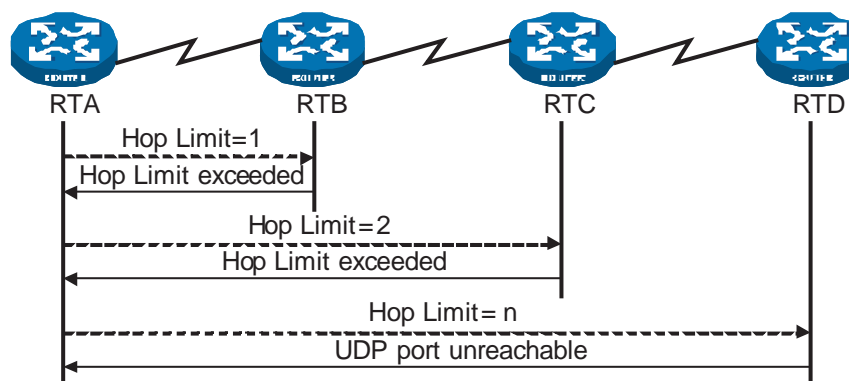 RTA
RTB
RTC
RTD
Hop Limit=1
Hop Limit exceeded
Hop Limit=2
Hop Limit exceeded
Hop Limit= n
UDP port unreachable